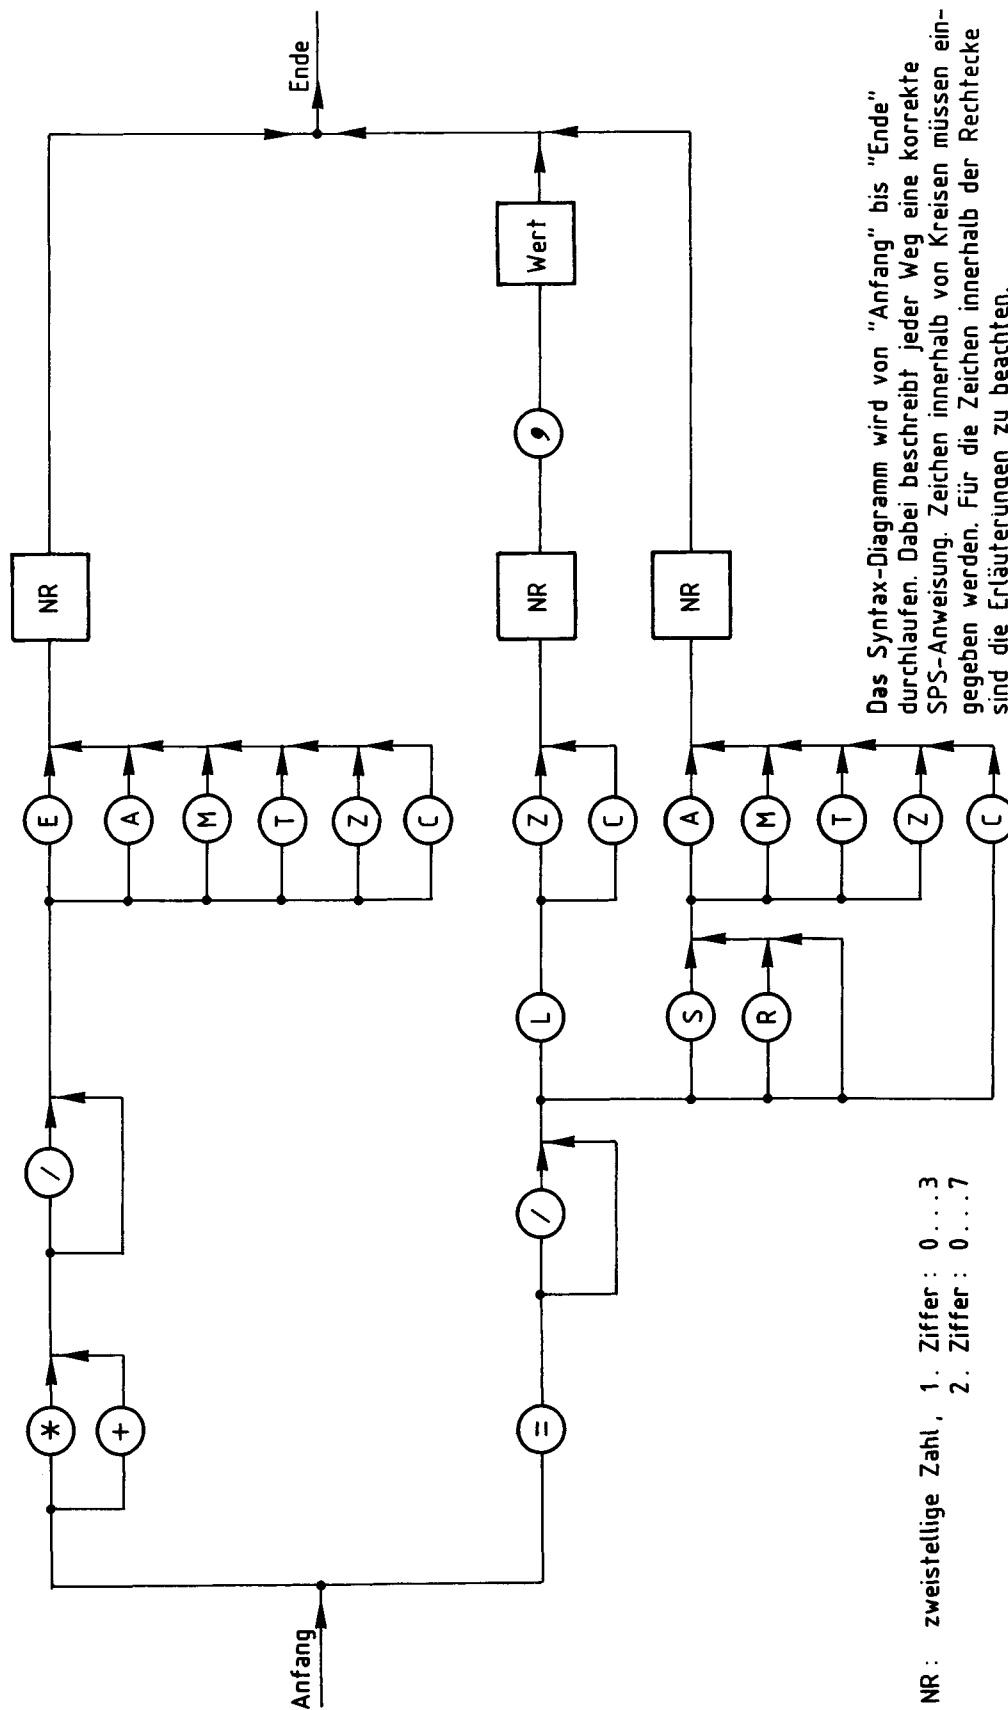 Anfang
*
+
/
E
A
M
T
Z
C
NR
Ende
=
/
L
Z
C
NR
,
Wert
S
R
A
M
T
Z
C
NR
NR : zweistellige Zahl, 1. Ziffer : 0...3
2. Ziffer : 0...7
Das Syntax-Diagramm wird von "Anfang" bis "Ende"
durchlaufen. Dabei beschreibt jeder Weg eine korrekte
SPS-Anweisung. Zeichen innerhalb von Kreisen müssen ein-
gegeben werden. Für die Zeichen innerhalb der Rechtecke
sind die Erläuterungen zu beachten.